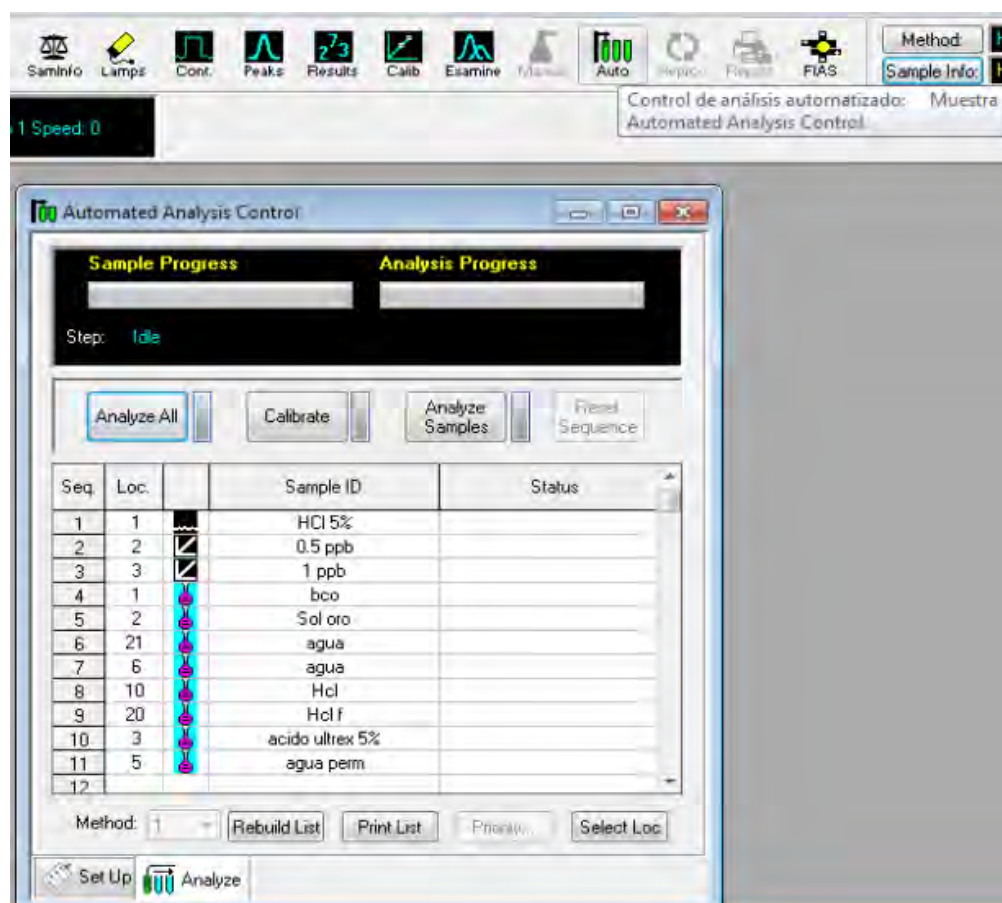 SamInfo Lamps Cont. Peaks Results Calib Examine Manual Auto Reproc Report FIAS Method: Sample Info:
Control de análisis automatizado: Muestra
Automated Analysis Control
1 Speed: 0
Automated Analysis Control
Sample Progress Analysis Progress
Step: Idle
Analyze All Calibrate Analyze Samples Reset Sequence
Seq. Loc. Sample ID Status
1 1 HCl 5%
2 2 0.5 ppb
3 3 1 ppb
4 1 bco
5 2 Sol oro
6 21 agua
7 6 agua
8 10 Hcl
9 20 Hcl f
10 3 acido ultrex 5%
11 5 agua perm
12
Method: 1 Rebuild List Print List Priority... Select Loc
Set Up Analyze